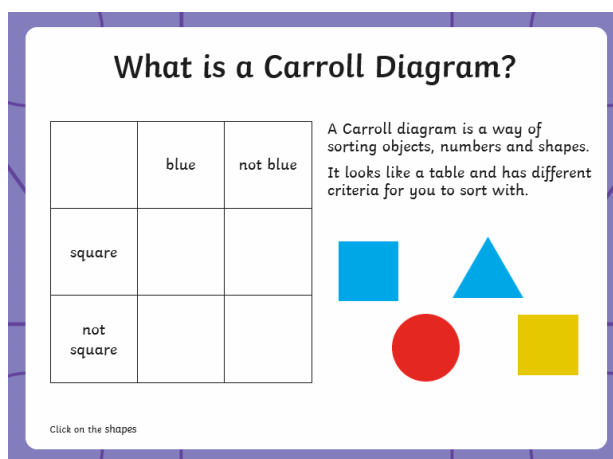 What is a Carroll Diagram?
blue
not blue
square
not
square
A Carroll diagram is a way of
sorting objects, numbers and shapes.
It looks like a table and has different
criteria for you to sort with.
Click on the shapes